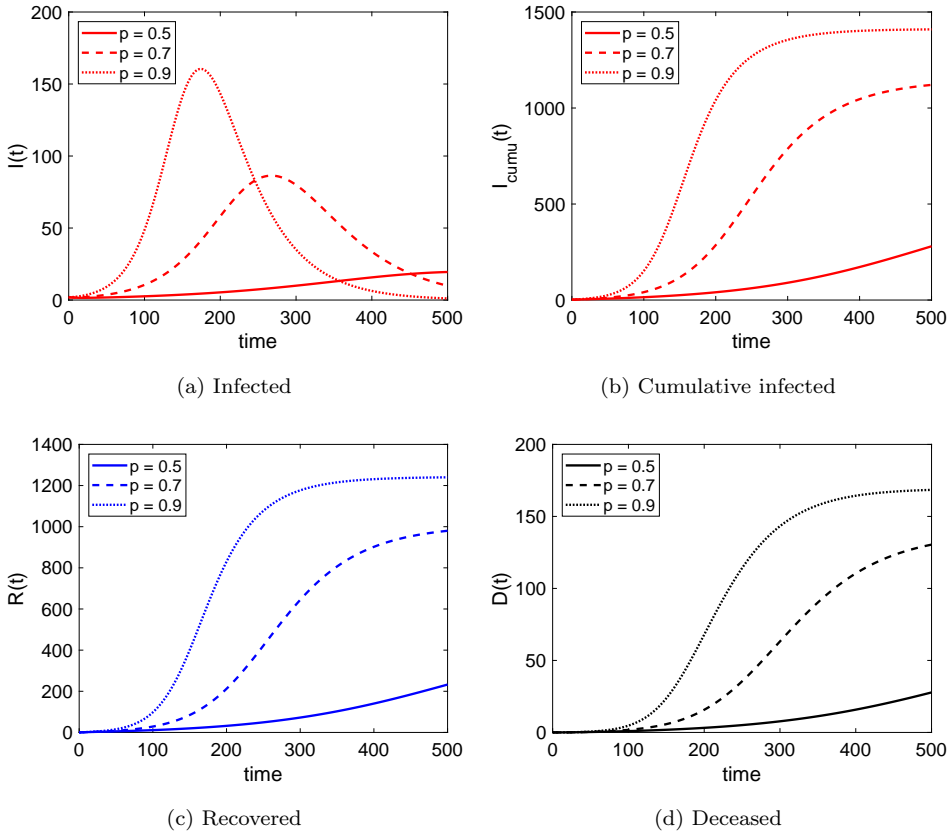 200
150
100
50
0
I(t)
p = 0.5
p = 0.7
p = 0.9
0 100 200 300 400 500
time
(a) Infected
1500
1000
500
0
I_cumu(t)
p = 0.5
p = 0.7
p = 0.9
0 100 200 300 400 500
time
(b) Cumulative infected
1400
1200
1000
800
600
400
200
0
R(t)
p = 0.5
p = 0.7
p = 0.9
0 100 200 300 400 500
time
(c) Recovered
200
150
100
50
0
D(t)
p = 0.5
p = 0.7
p = 0.9
0 100 200 300 400 500
time
(d) Deceased